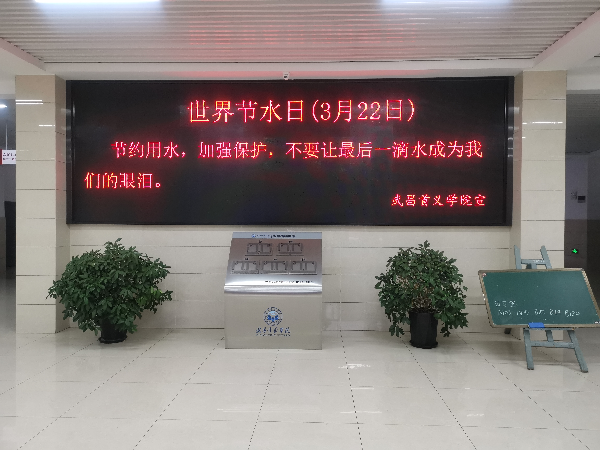 世界节水日(3月22日)
节约用水，加强保护，不要让最后一滴水成为我
们的眼泪。
武昌首义学院宣